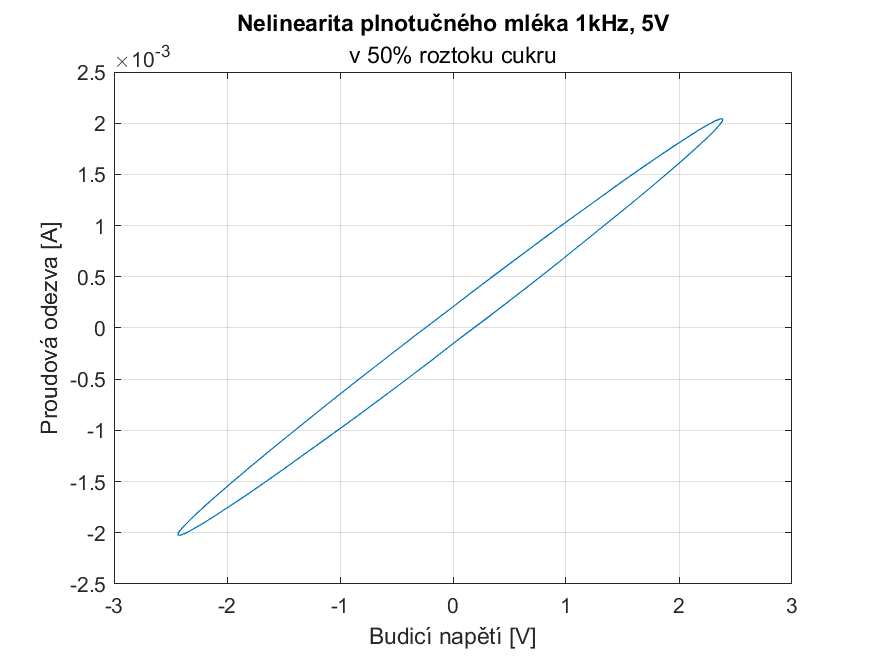 Nelinearita plnotučného mléka 1kHz, 5V
v 50% roztoku cukru
×10^-3
2.5
2
1.5
1
0.5
0
-0.5
-1
-1.5
-2
-2.5
-3 -2 -1 0 1 2 3
Proudová odezva [A]
Budicí napětí [V]